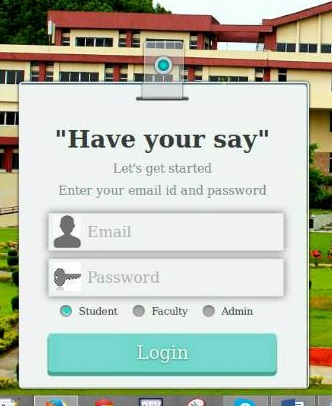 "Have your say"
Let's get started
Enter your email id and password
Email
Password
Student Faculty Admin
Login